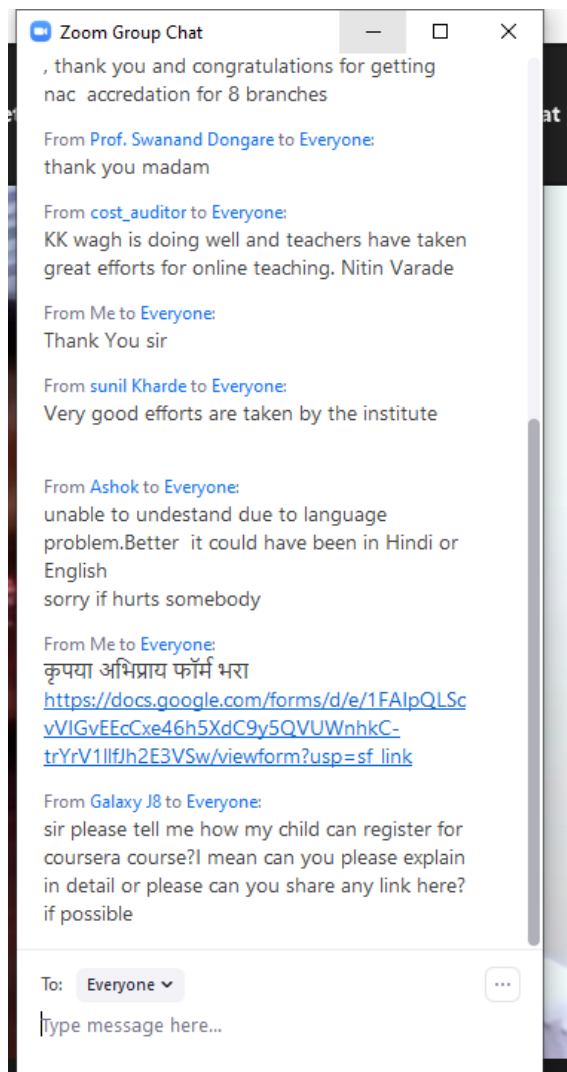 Zoom Group Chat
, thank you and congratulations for getting
nac accredation for 8 branches
From Prof. Swanand Dongare to Everyone:
thank you madam
From cost_auditor to Everyone:
KK wagh is doing well and teachers have taken
great efforts for online teaching. Nitin Varade
From Me to Everyone:
Thank You sir
From sunil Kharde to Everyone:
Very good efforts are taken by the institute
From Ashok to Everyone:
unable to undestand due to language
problem.Better it could have been in Hindi or
English
sorry if hurts somebody
From Me to Everyone:
कृपया अभिप्राय फॉर्म भरा
https://docs.google.com/forms/d/e/1FAIpQLSc
vVIGvEEcCxe46h5XdC9y5QVUWnhkC-
trYrV1IlfJh2E3VSw/viewform?usp=sf_link
From Galaxy J8 to Everyone:
sir please tell me how my child can register for
coursera course?I mean can you please explain
in detail or please can you share any link here?
if possible
To: Everyone
Type message here...
at